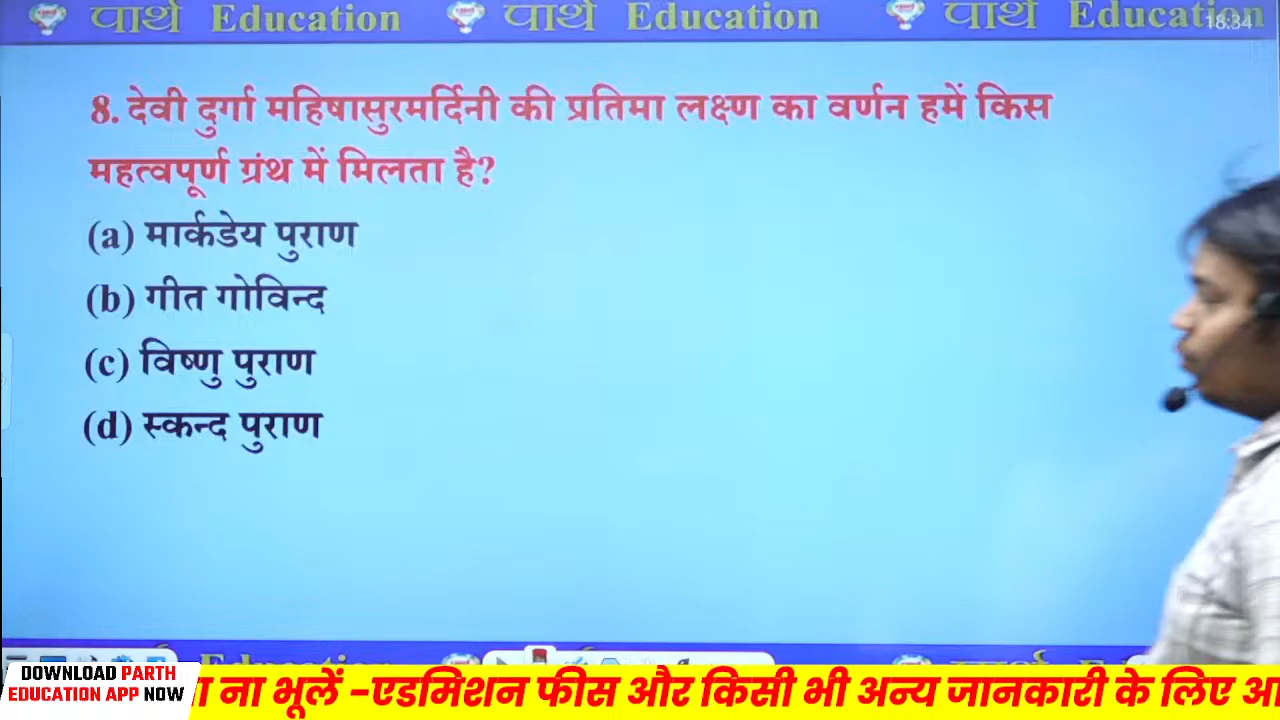 पार्थ Education पार्थ Education पार्थ Education
18:34
8. देवी दुर्गा महिषासुरमर्दिनी की प्रतिमा लक्ष्ण का वर्णन हमें किस
महत्वपूर्ण ग्रंथ में मिलता है?
(a) मार्कडेय पुराण
(b) गीत गोविन्द
(c) विष्णु पुराण
(d) स्कन्द पुराण
DOWNLOAD PARTH
EDUCATION APP NOW
ना भूलें -एडमिशन फीस और किसी भी अन्य जानकारी के लिए